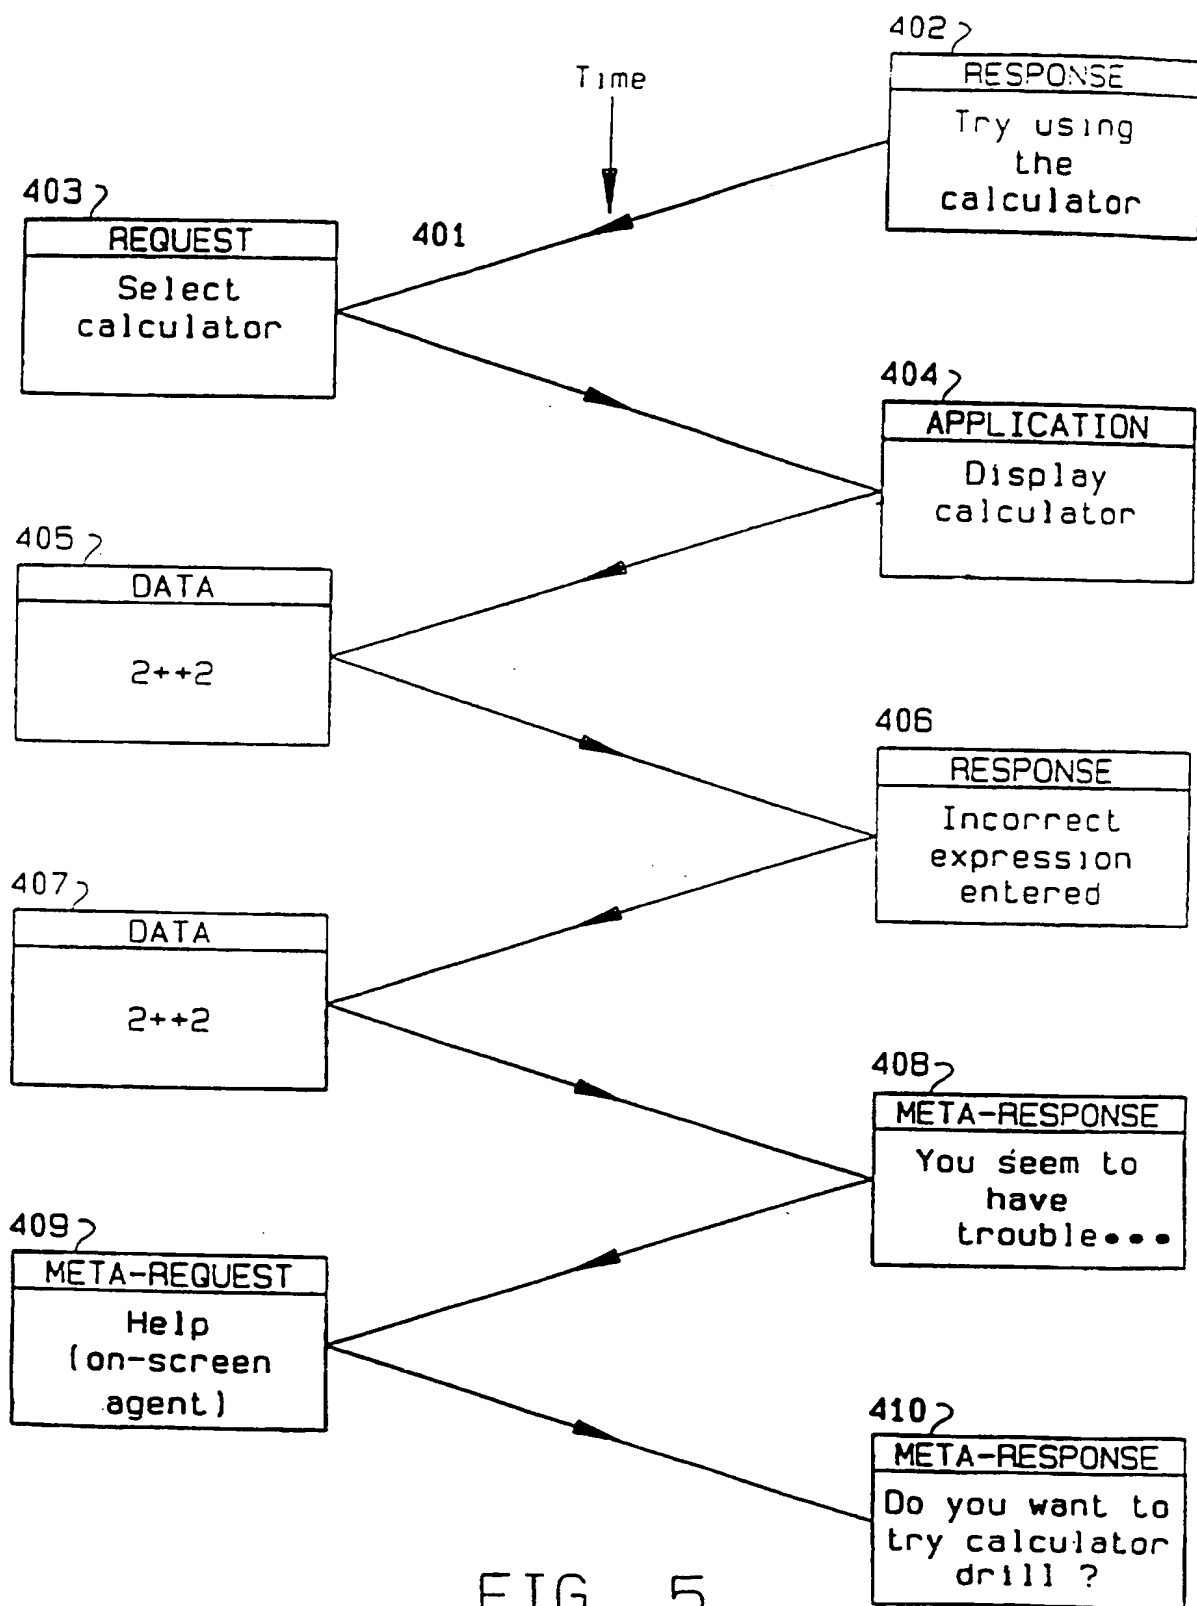 402
RESPONSE
Try using
the
calculator
Time
403
REQUEST
Select
calculator
401
404
APPLICATION
Display
calculator
405
DATA
2++2
406
RESPONSE
Incorrect
expression
entered
407
DATA
2++2
408
META-RESPONSE
You seem to
have
trouble•••
409
META-REQUEST
Help
(on-screen
agent)
410
META-RESPONSE
Do you want to
try calculator
drill ?
FIG. 5